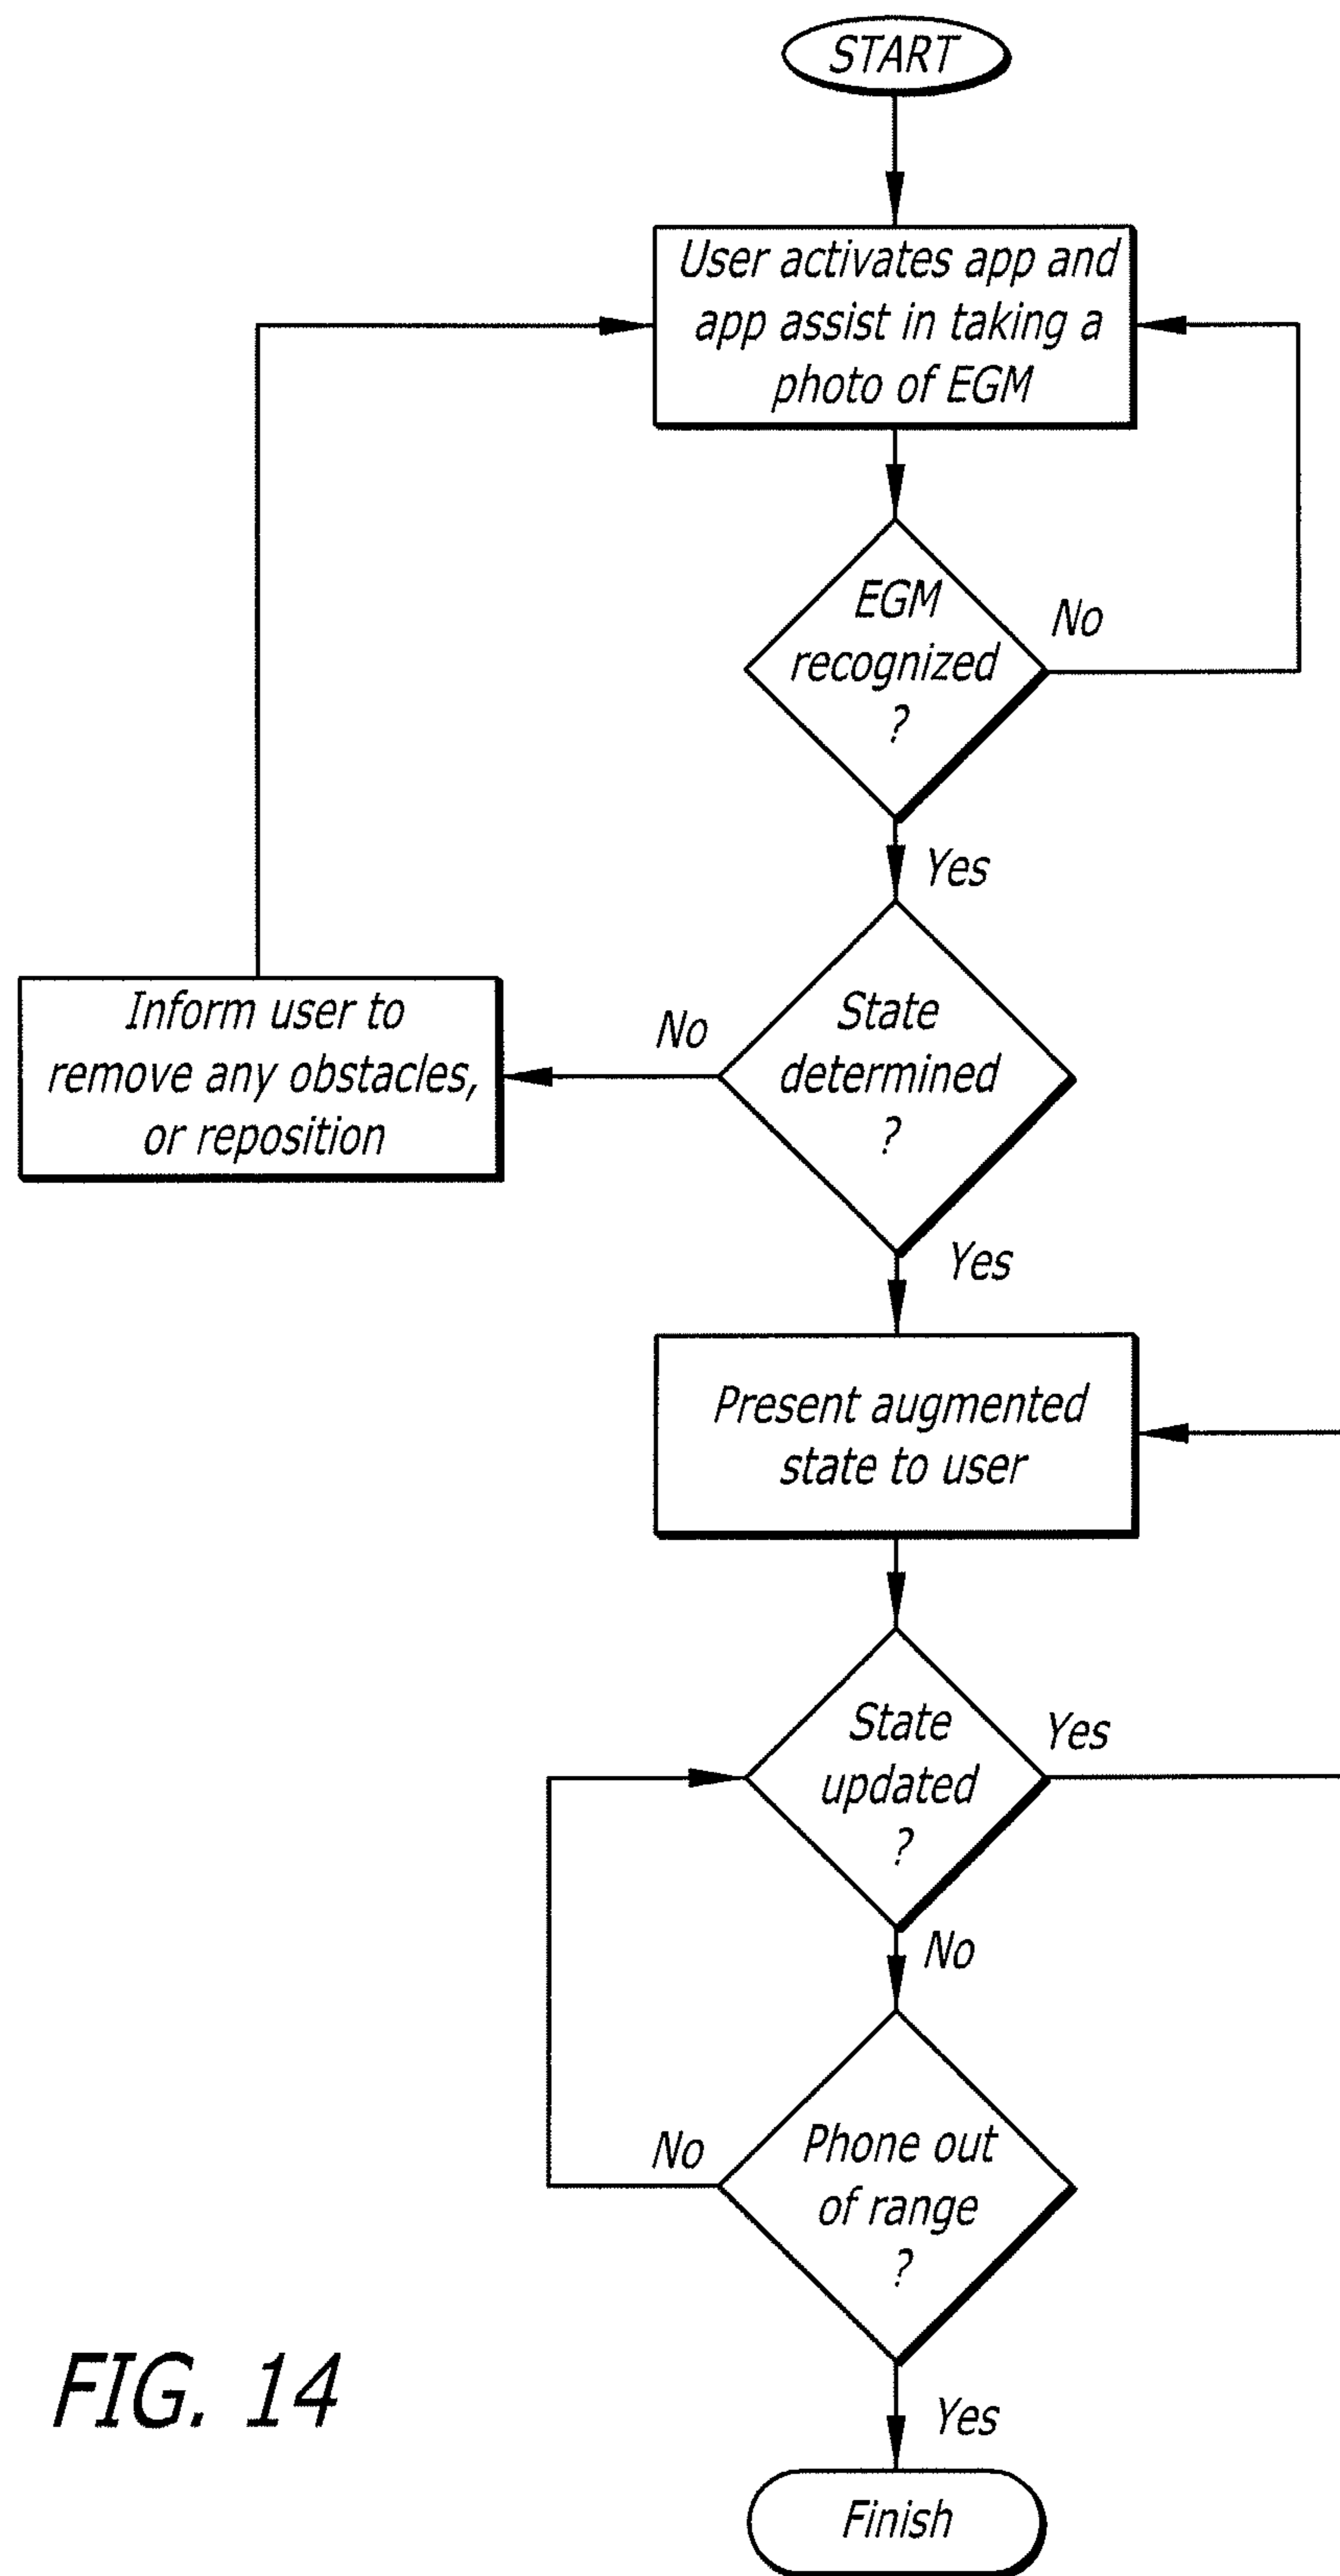 START
User activates app and
app assist in taking a
photo of EGM
EGM
recognized
?
No
Yes
State
determined
?
No
Inform user to
remove any obstacles,
or reposition
Yes
Present augmented
state to user
State
updated
?
Yes
No
Phone out
of range
?
No
Yes
Finish
FIG. 14